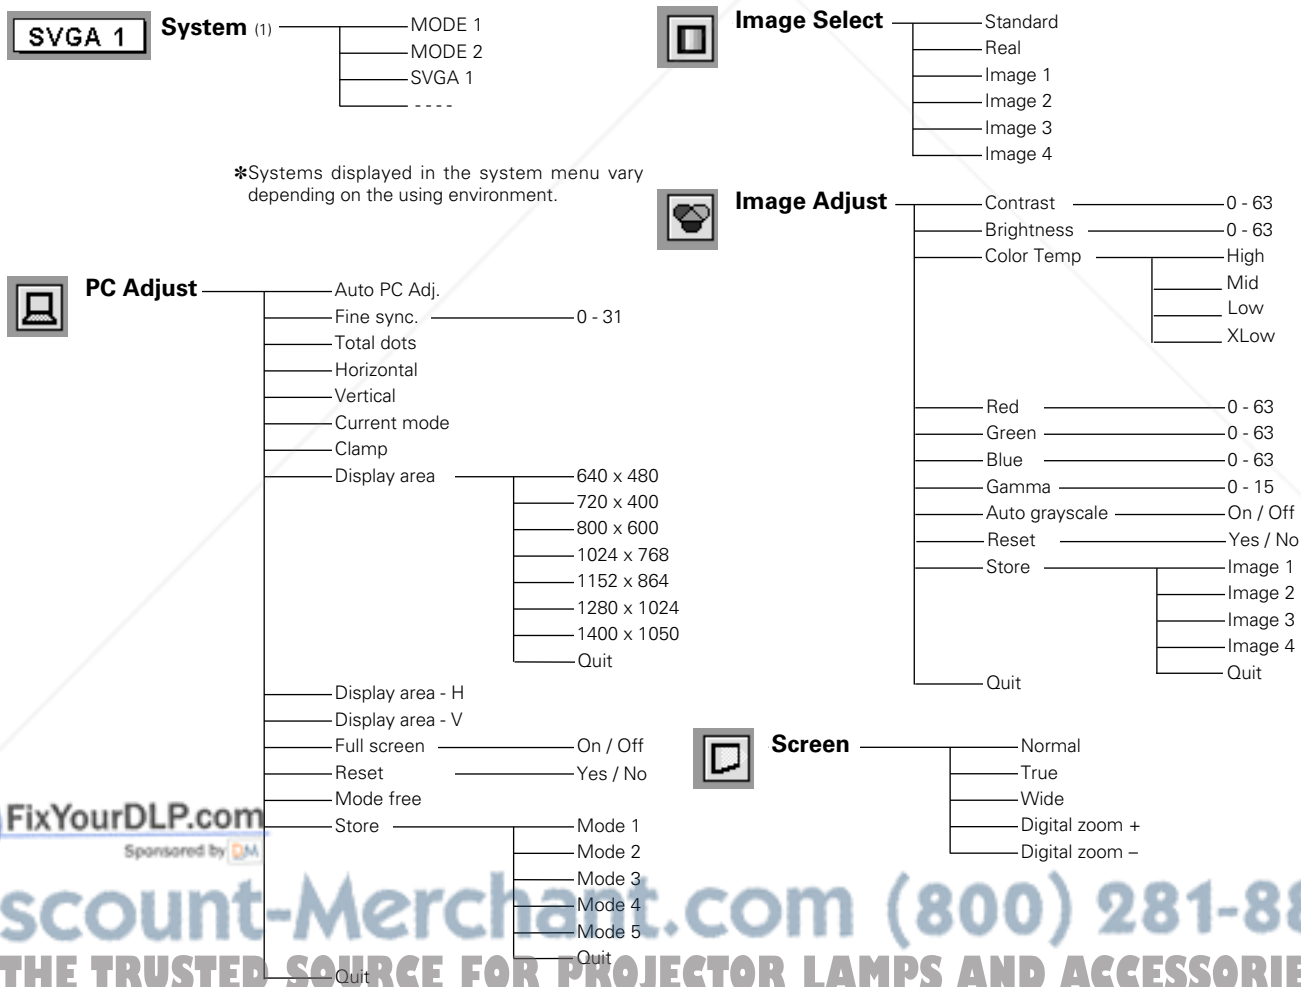 SVGA 1
System (1)
MODE 1
MODE 2
SVGA 1
- - - -
✽Systems displayed in the system menu vary
depending on the using environment.
PC Adjust
Auto PC Adj.
Fine sync.
0 - 31
Total dots
Horizontal
Vertical
Current mode
Clamp
Display area
640 x 480
720 x 400
800 x 600
1024 x 768
1152 x 864
1280 x 1024
1400 x 1050
Quit
Display area - H
Display area - V
Full screen
On / Off
Reset
Yes / No
Mode free
Store
Mode 1
Mode 2
Mode 3
Mode 4
Mode 5
Quit
Quit
Image Select
Standard
Real
Image 1
Image 2
Image 3
Image 4
Image Adjust
Contrast
0 - 63
Brightness
0 - 63
Color Temp
High
Mid
Low
XLow
Red
0 - 63
Green
0 - 63
Blue
0 - 63
Gamma
0 - 15
Auto grayscale
On / Off
Reset
Yes / No
Store
Image 1
Image 2
Image 3
Image 4
Quit
Quit
Screen
Normal
True
Wide
Digital zoom +
Digital zoom –
FixYourDLP.com
Sponsored by DM
scount-Merchant.com (800) 281-88
THE TRUSTED SOURCE FOR PROJECTOR LAMPS AND ACCESSORIE